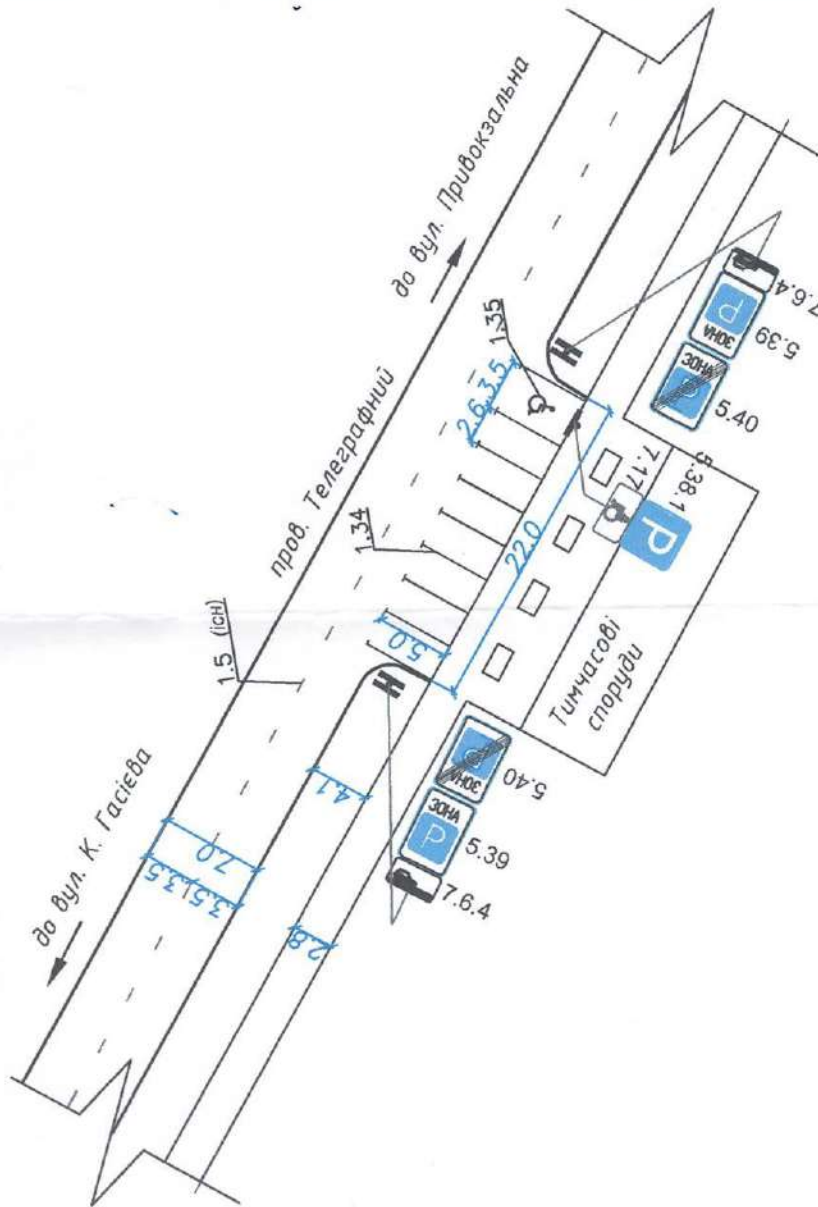 до вул. Привокзальна
пров. Телеграфний
1.35
1.34
1.5 (існ)
до вул. К. Гасієва
2.6
3.5
5.0
22.0
4.1
7.0
3.5
3.5
2.8
7.6.4
5.39
ЗОНА
P
ЗОНА
P
5.40
5.38.1
7.17
P
Тимчасові
споруди
5.40
ЗОНА
P
5.39
ЗОНА
P
7.6.4